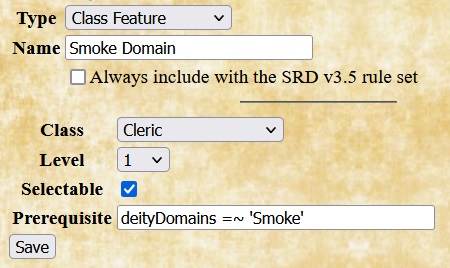 Type Class Feature
Name Smoke Domain
Always include with the SRD v3.5 rule set
Class Cleric
Level 1
Selectable
Prerequisite deityDomains =~ 'Smoke'
Save